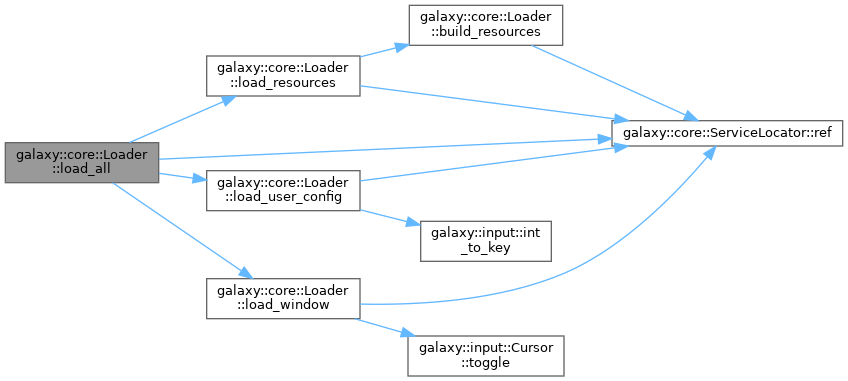 galaxy::core::Loader
::build_resources
galaxy::core::Loader
::load_resources
galaxy::core::ServiceLocator::ref
galaxy::core::Loader
::load_all
galaxy::core::Loader
::load_user_config
galaxy::input::int
_to_key
galaxy::core::Loader
::load_window
galaxy::input::Cursor
::toggle